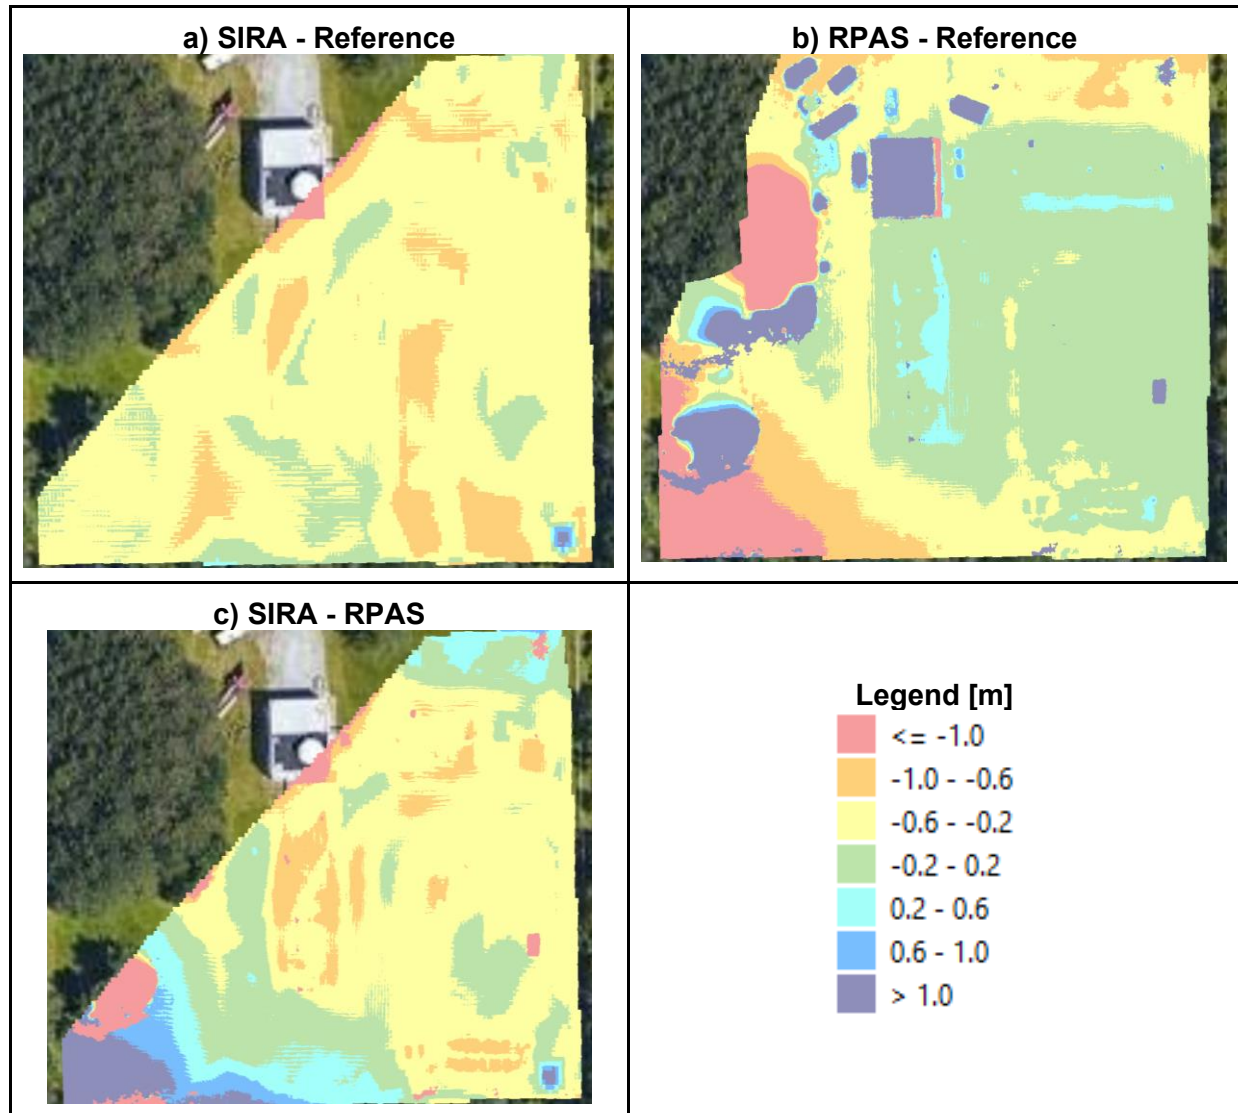 a) SIRA - Reference
b) RPAS - Reference
c) SIRA - RPAS
Legend [m]
<= -1.0
-1.0 - -0.6
-0.6 - -0.2
-0.2 - 0.2
0.2 - 0.6
0.6 - 1.0
> 1.0